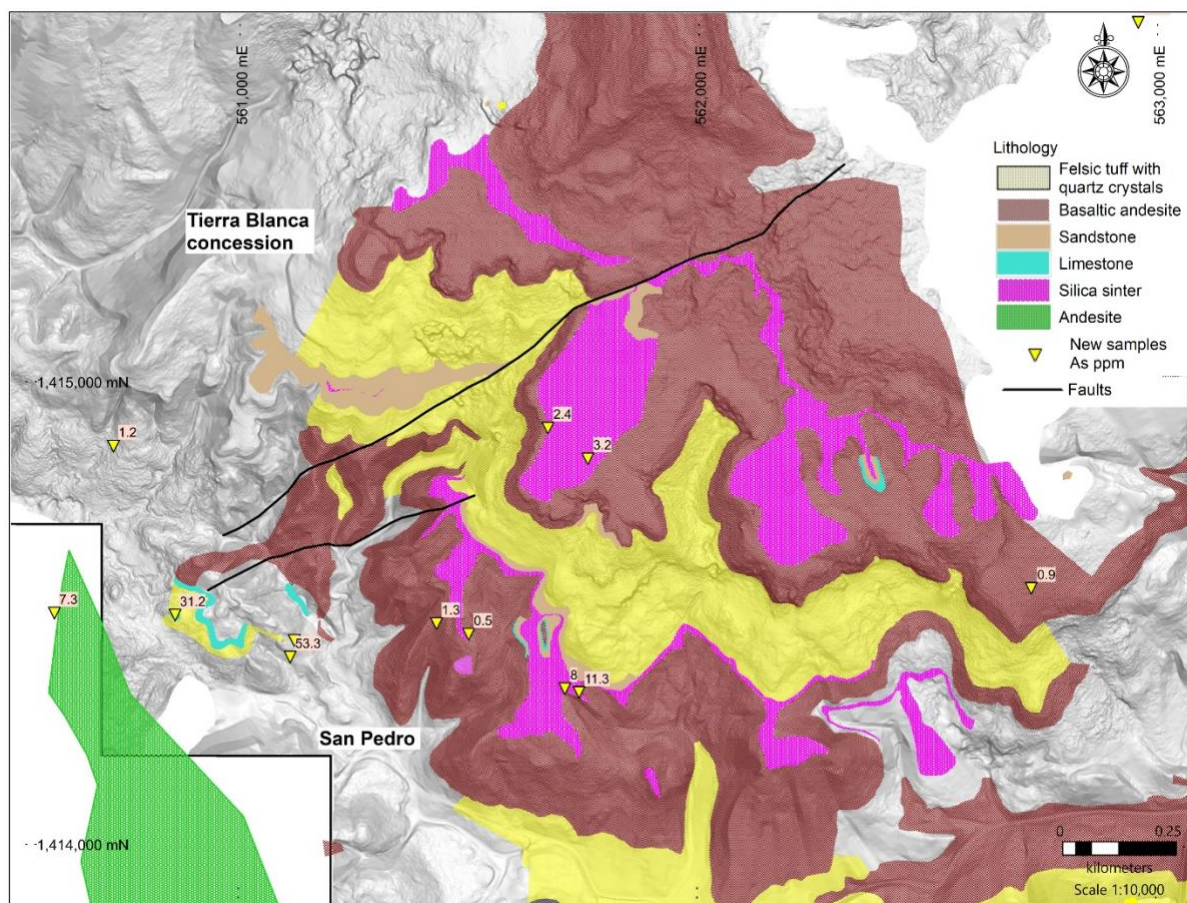 561,000 mE
562,000 mE
563,000 mE
Lithology
Felsic tuff with
quartz crystals
Basaltic andesite
Sandstone
Limestone
Silica sinter
Andesite
New samples
As ppm
Faults
Tierra Blanca
concession
1,415,000 mN
2.4
1.2
3.2
0.9
7.3
31.2
1.3
0.5
53.3
8
11.3
San Pedro
1,414,000 mN
0 0.25
kilometers
Scale 1:10,000